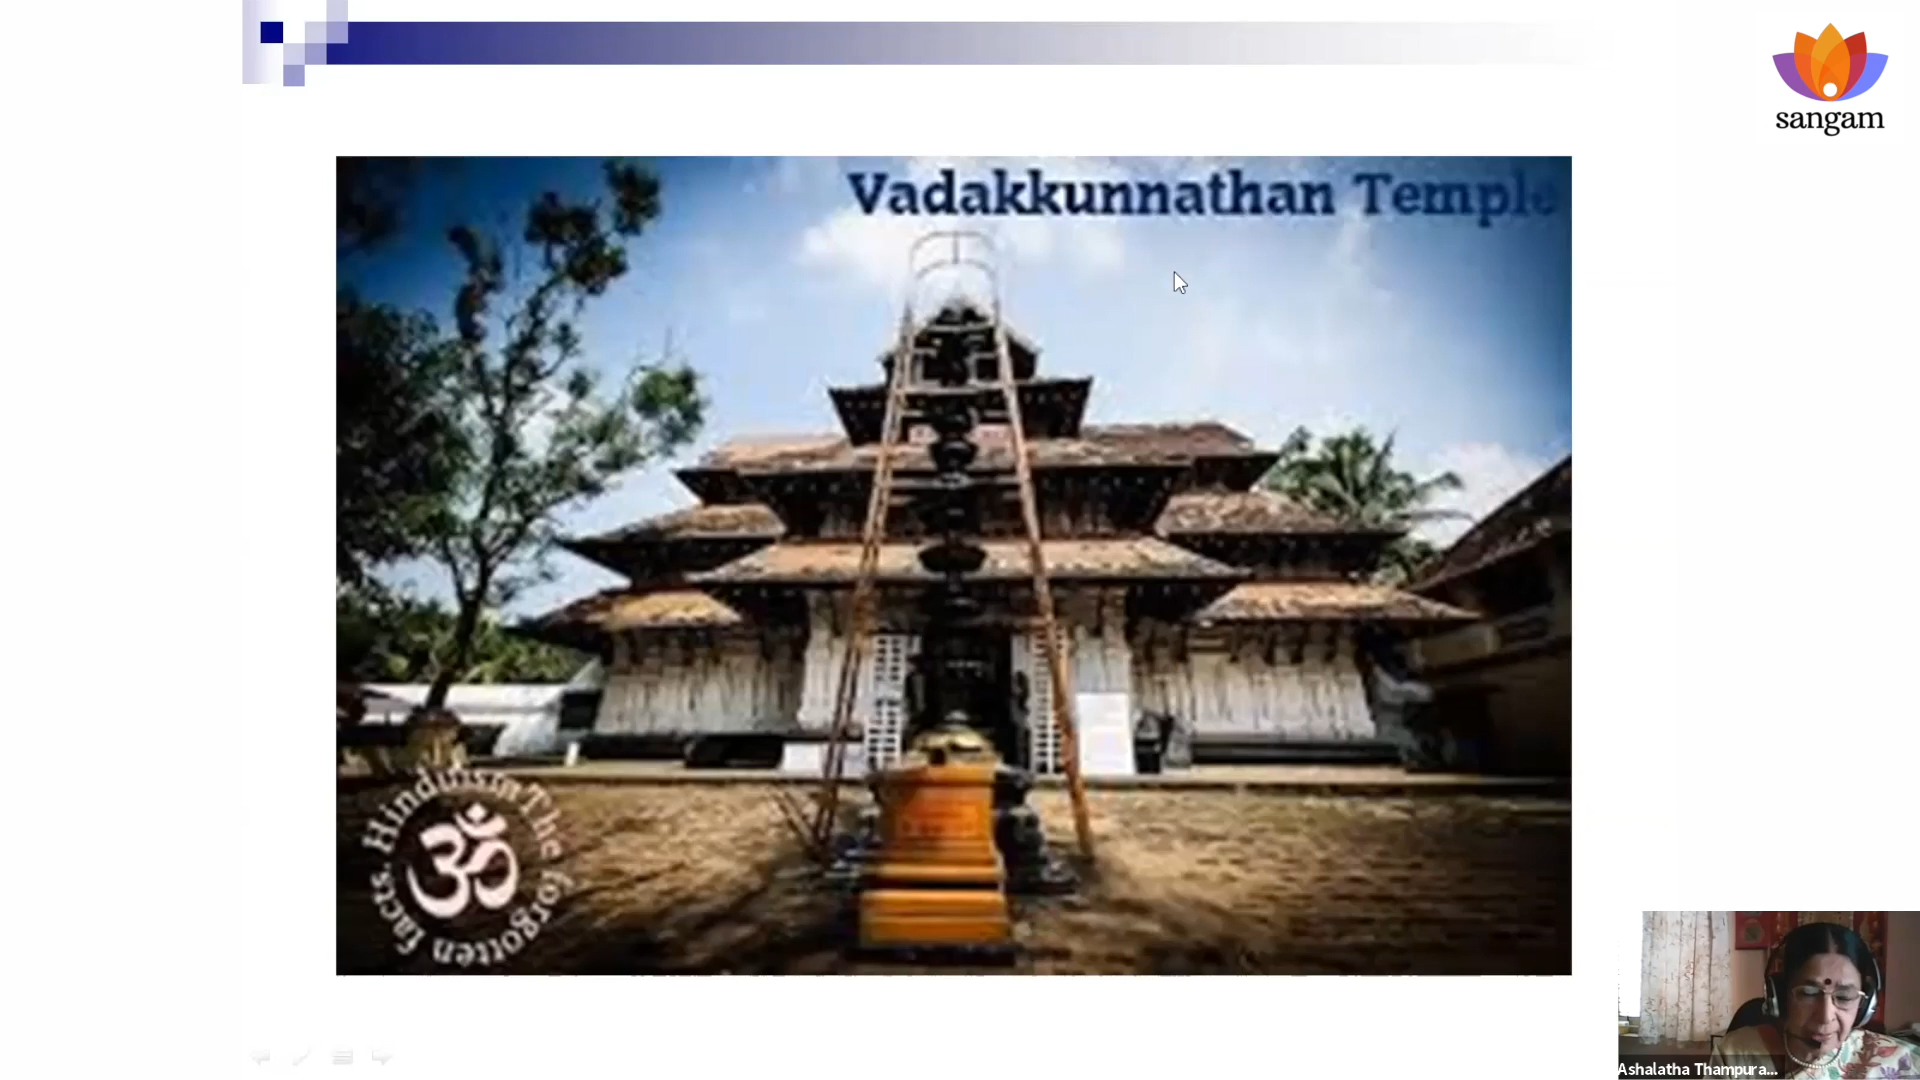 sangam
Vadakkunnathan Temple
Hinduism The forgotten facts.
ॐ
Ashalatha Thampura...